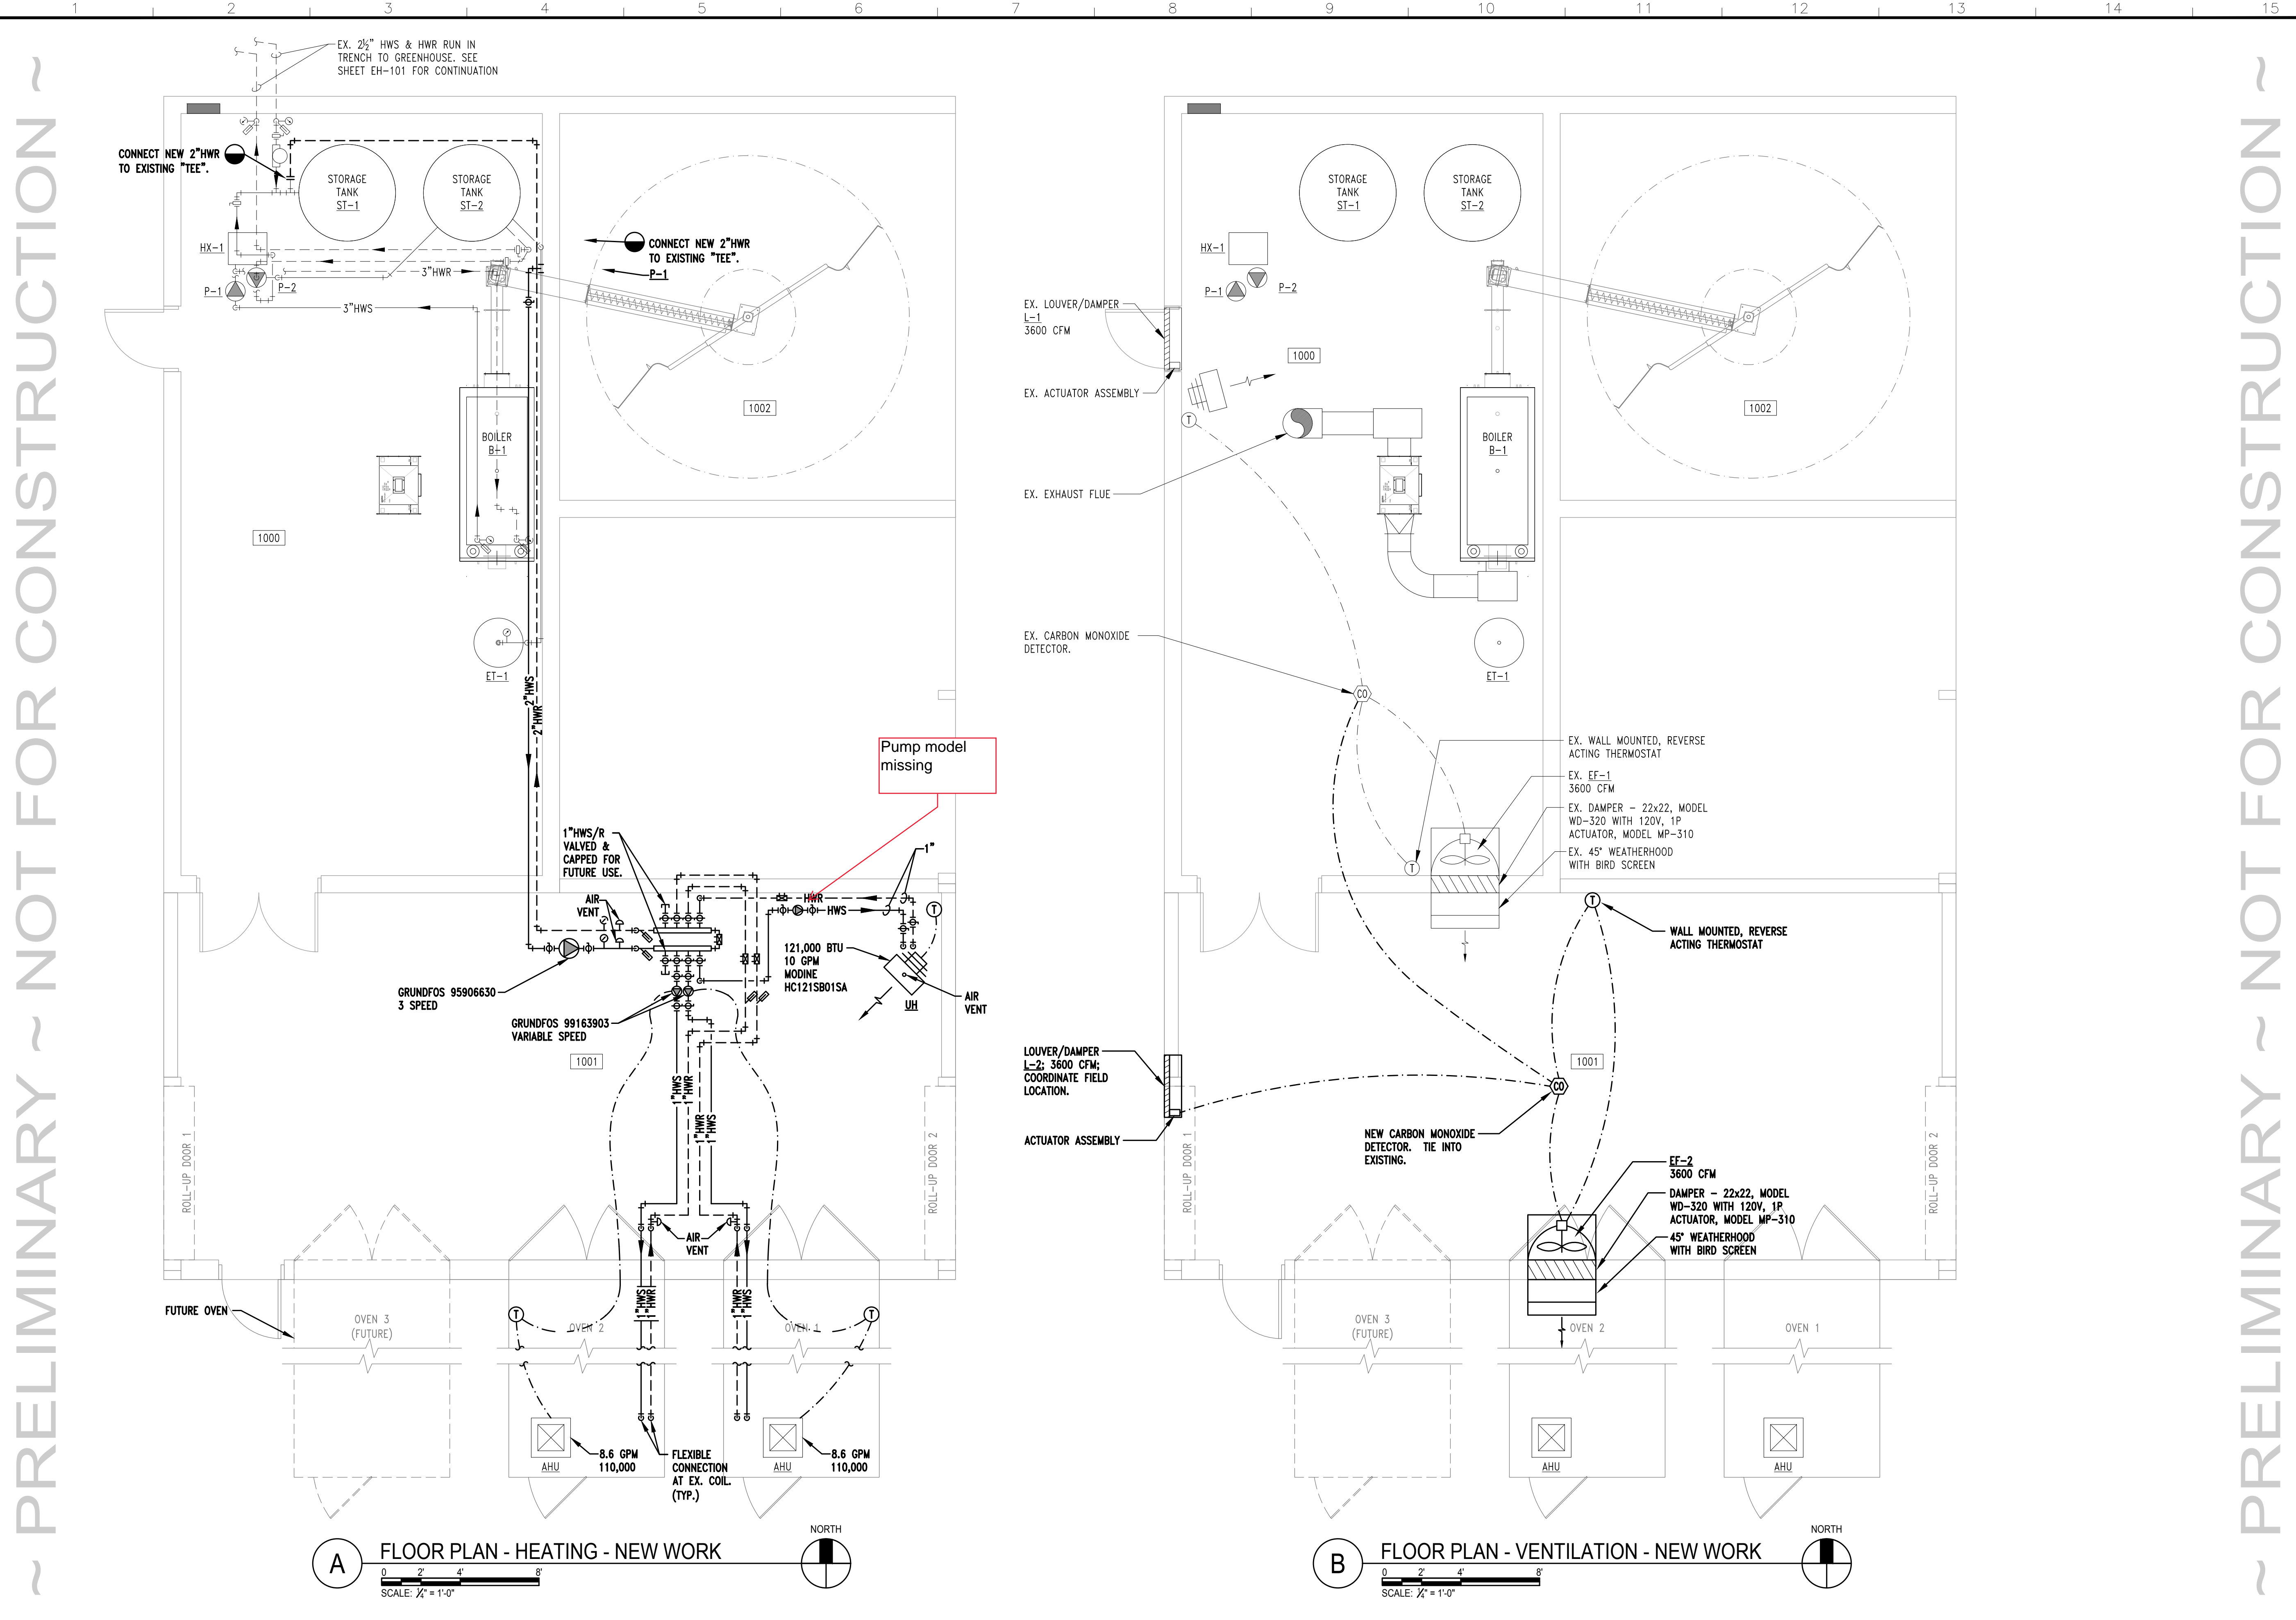 1 2 3 4 5 6 7 8 9 10 11 12 13 14 15
~ PRELIMINARY ~ NOT FOR CONSTRUCTION ~
EX. 2½" HWS & HWR RUN IN
TRENCH TO GREENHOUSE. SEE
SHEET EH-101 FOR CONTINUATION
CONNECT NEW 2"HWR
TO EXISTING "TEE".
STORAGE
TANK
ST-1
STORAGE
TANK
ST-2
HX-1
CONNECT NEW 2"HWR
TO EXISTING "TEE".
P-1
3"HWR
P-1
P-2
3"HWS
1002
BOILER
B-1
1000
ET-1
2"HWS
2"HWR
Pump model
missing
1"HWS/R
VALVED &
CAPPED FOR
FUTURE USE.
1"
AIR
VENT
HWR
HWS
T
121,000 BTU
10 GPM
MODINE
HC121SB01SA
GRUNDFOS 95906630
3 SPEED
UH
AIR
VENT
GRUNDFOS 99163903
VARIABLE SPEED
1001
1"HWS
1"HWR
1"HWR
1"HWS
ROLL-UP DOOR 1
ROLL-UP DOOR 2
AIR
VENT
FUTURE OVEN
OVEN 3
(FUTURE)
T
OVEN 2
1"HWS
1"HWR
1"HWR
1"HWS
OVEN 1
T
AHU
8.6 GPM
110,000
FLEXIBLE
CONNECTION
AT EX. COIL.
(TYP.)
AHU
8.6 GPM
110,000
A
FLOOR PLAN - HEATING - NEW WORK
NORTH
0 2' 4' 8'
SCALE: ¼" = 1'-0"
STORAGE
TANK
ST-1
STORAGE
TANK
ST-2
HX-1
P-1
P-2
EX. LOUVER/DAMPER
L-1
3600 CFM
1000
EX. ACTUATOR ASSEMBLY
T
1002
BOILER
B-1
EX. EXHAUST FLUE
EX. CARBON MONOXIDE
DETECTOR.
CO
ET-1
EX. WALL MOUNTED, REVERSE
ACTING THERMOSTAT
EX. EF-1
3600 CFM
EX. DAMPER - 22x22, MODEL
WD-320 WITH 120V, 1P
ACTUATOR, MODEL MP-310
EX. 45° WEATHERHOOD
WITH BIRD SCREEN
T
T
WALL MOUNTED, REVERSE
ACTING THERMOSTAT
LOUVER/DAMPER
L-2; 3600 CFM;
COORDINATE FIELD
LOCATION.
1001
CO
ACTUATOR ASSEMBLY
NEW CARBON MONOXIDE
DETECTOR. TIE INTO
EXISTING.
ROLL-UP DOOR 1
ROLL-UP DOOR 2
EF-2
3600 CFM
DAMPER - 22x22, MODEL
WD-320 WITH 120V, 1P
ACTUATOR, MODEL MP-310
45° WEATHERHOOD
WITH BIRD SCREEN
OVEN 3
(FUTURE)
OVEN 2
OVEN 1
AHU
AHU
B
FLOOR PLAN - VENTILATION - NEW WORK
NORTH
0 2' 4' 8'
SCALE: ¼" = 1'-0"
~ PRELIMINARY ~ NOT FOR CONSTRUCTION ~